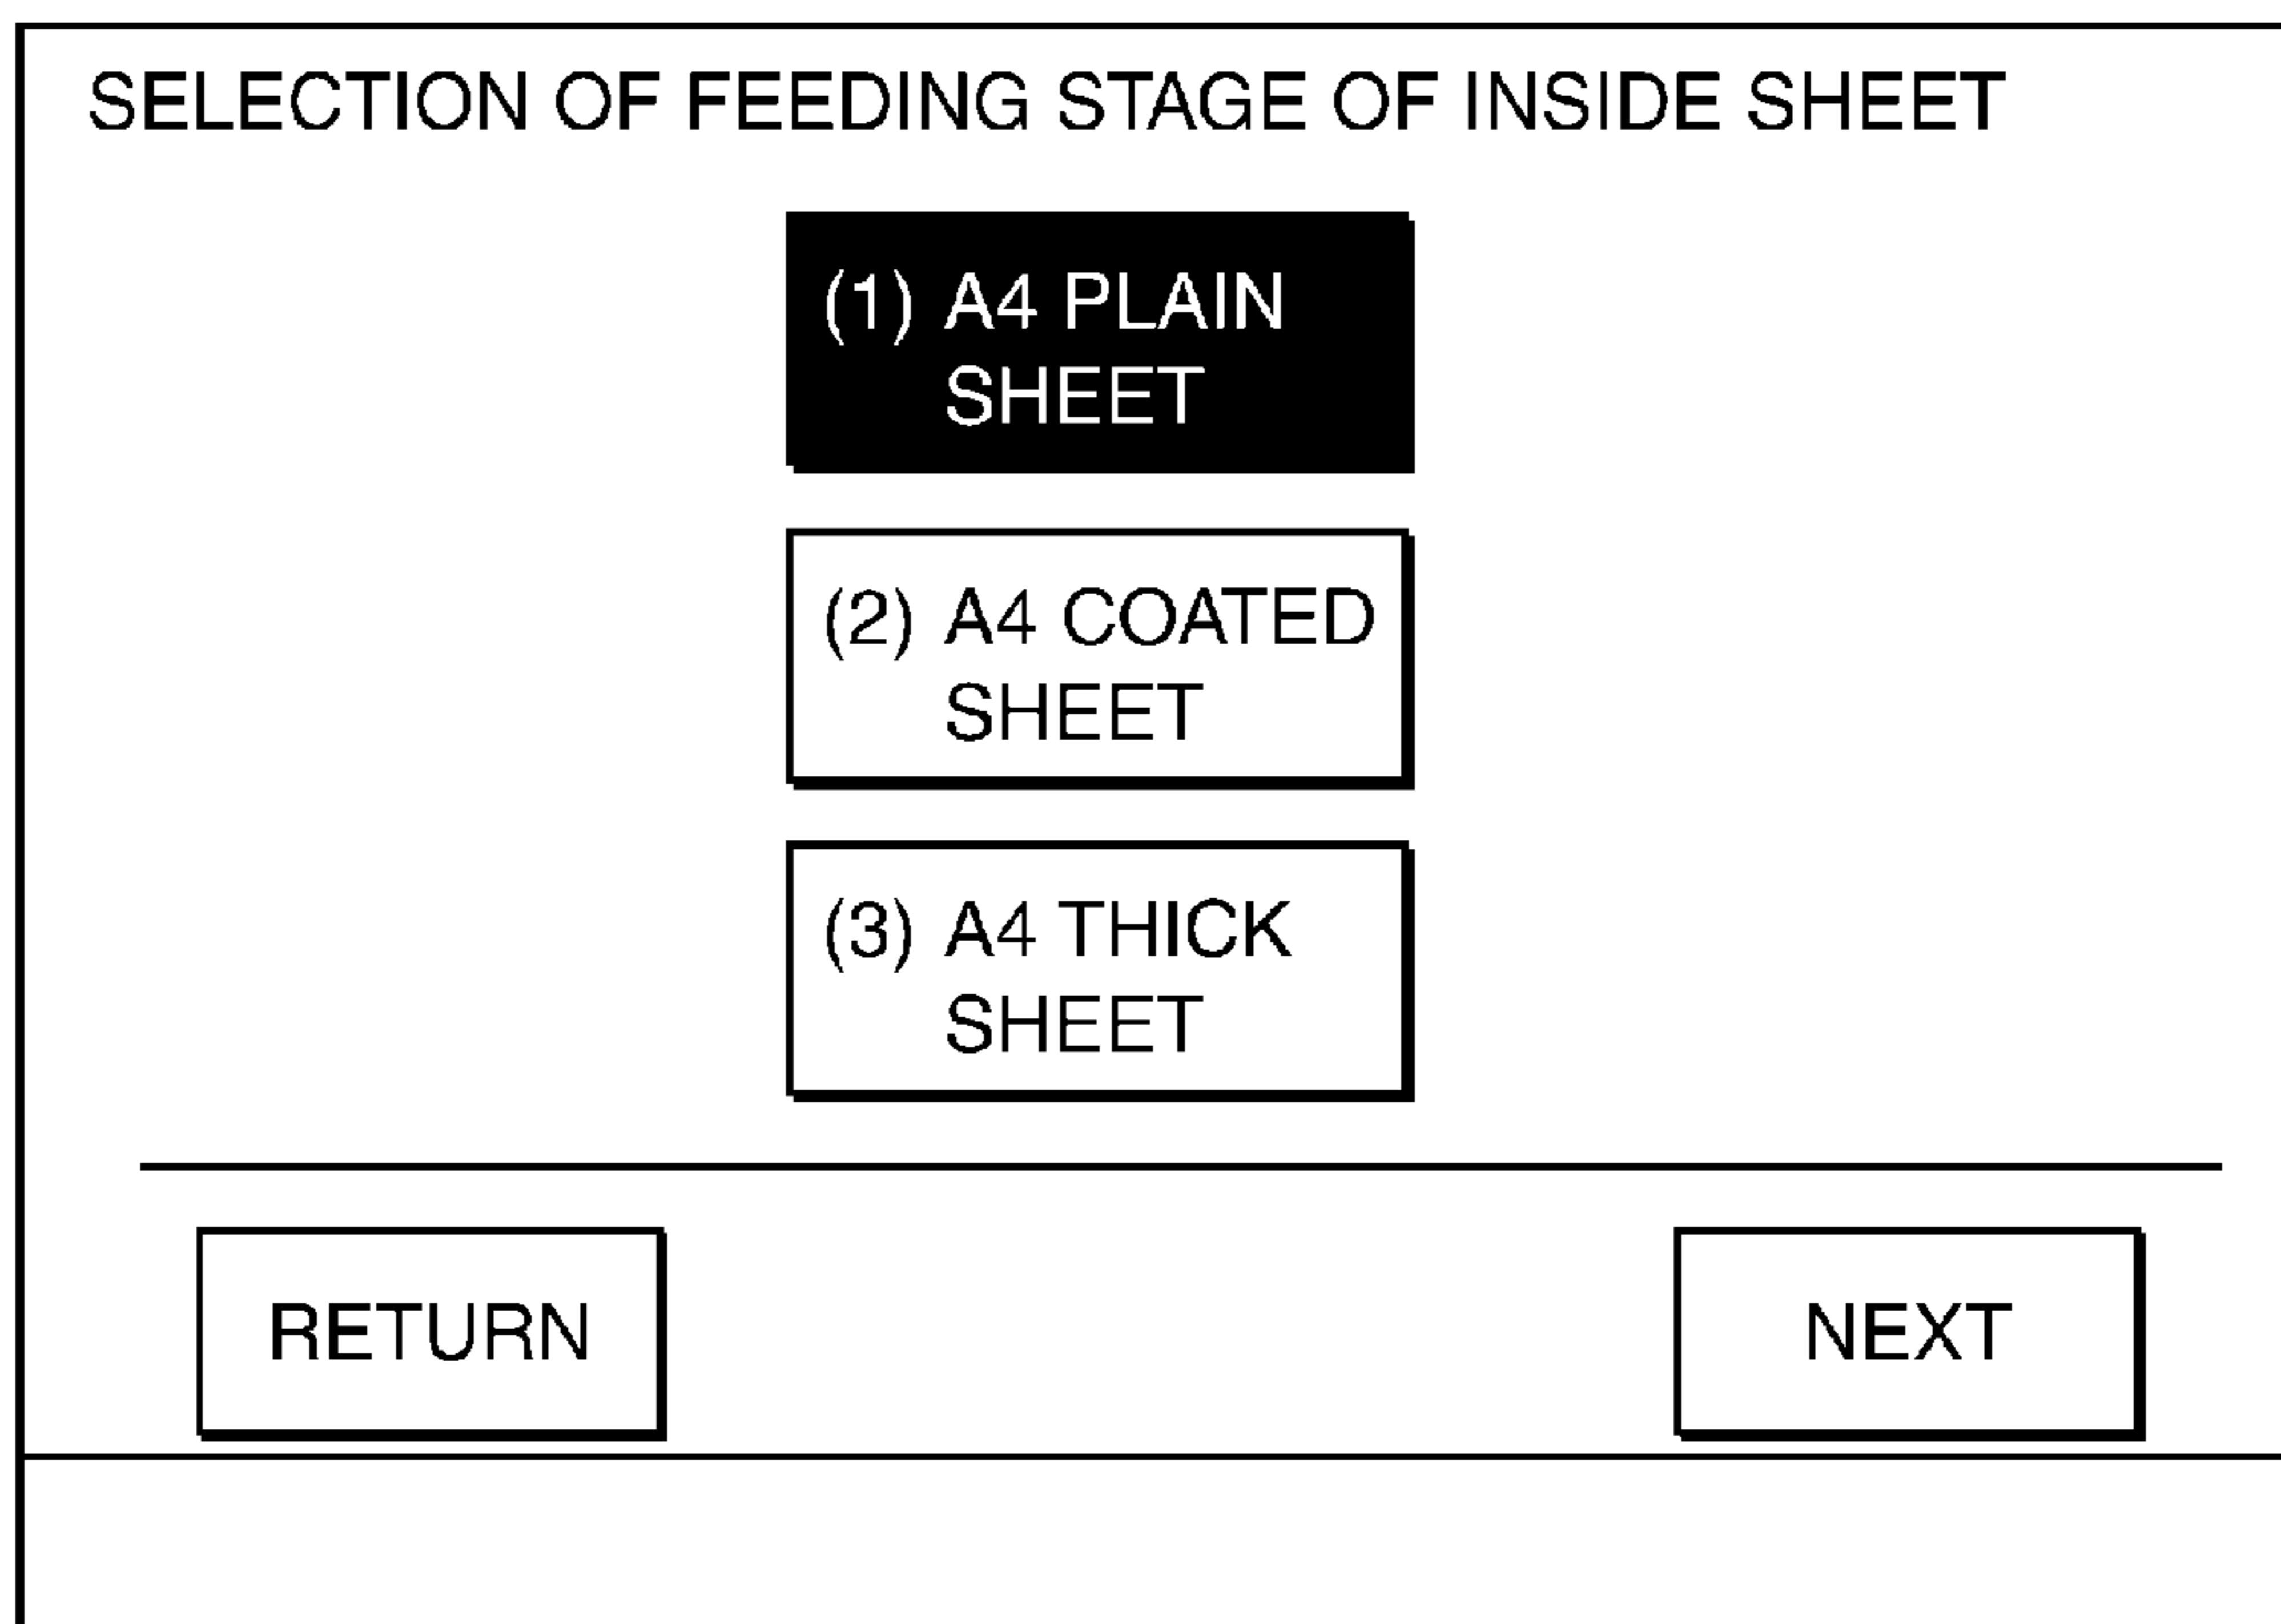 SELECTION OF FEEDING STAGE OF INSIDE SHEET
(1) A4 PLAIN
SHEET
(2) A4 COATED
SHEET
(3) A4 THICK
SHEET
RETURN
NEXT